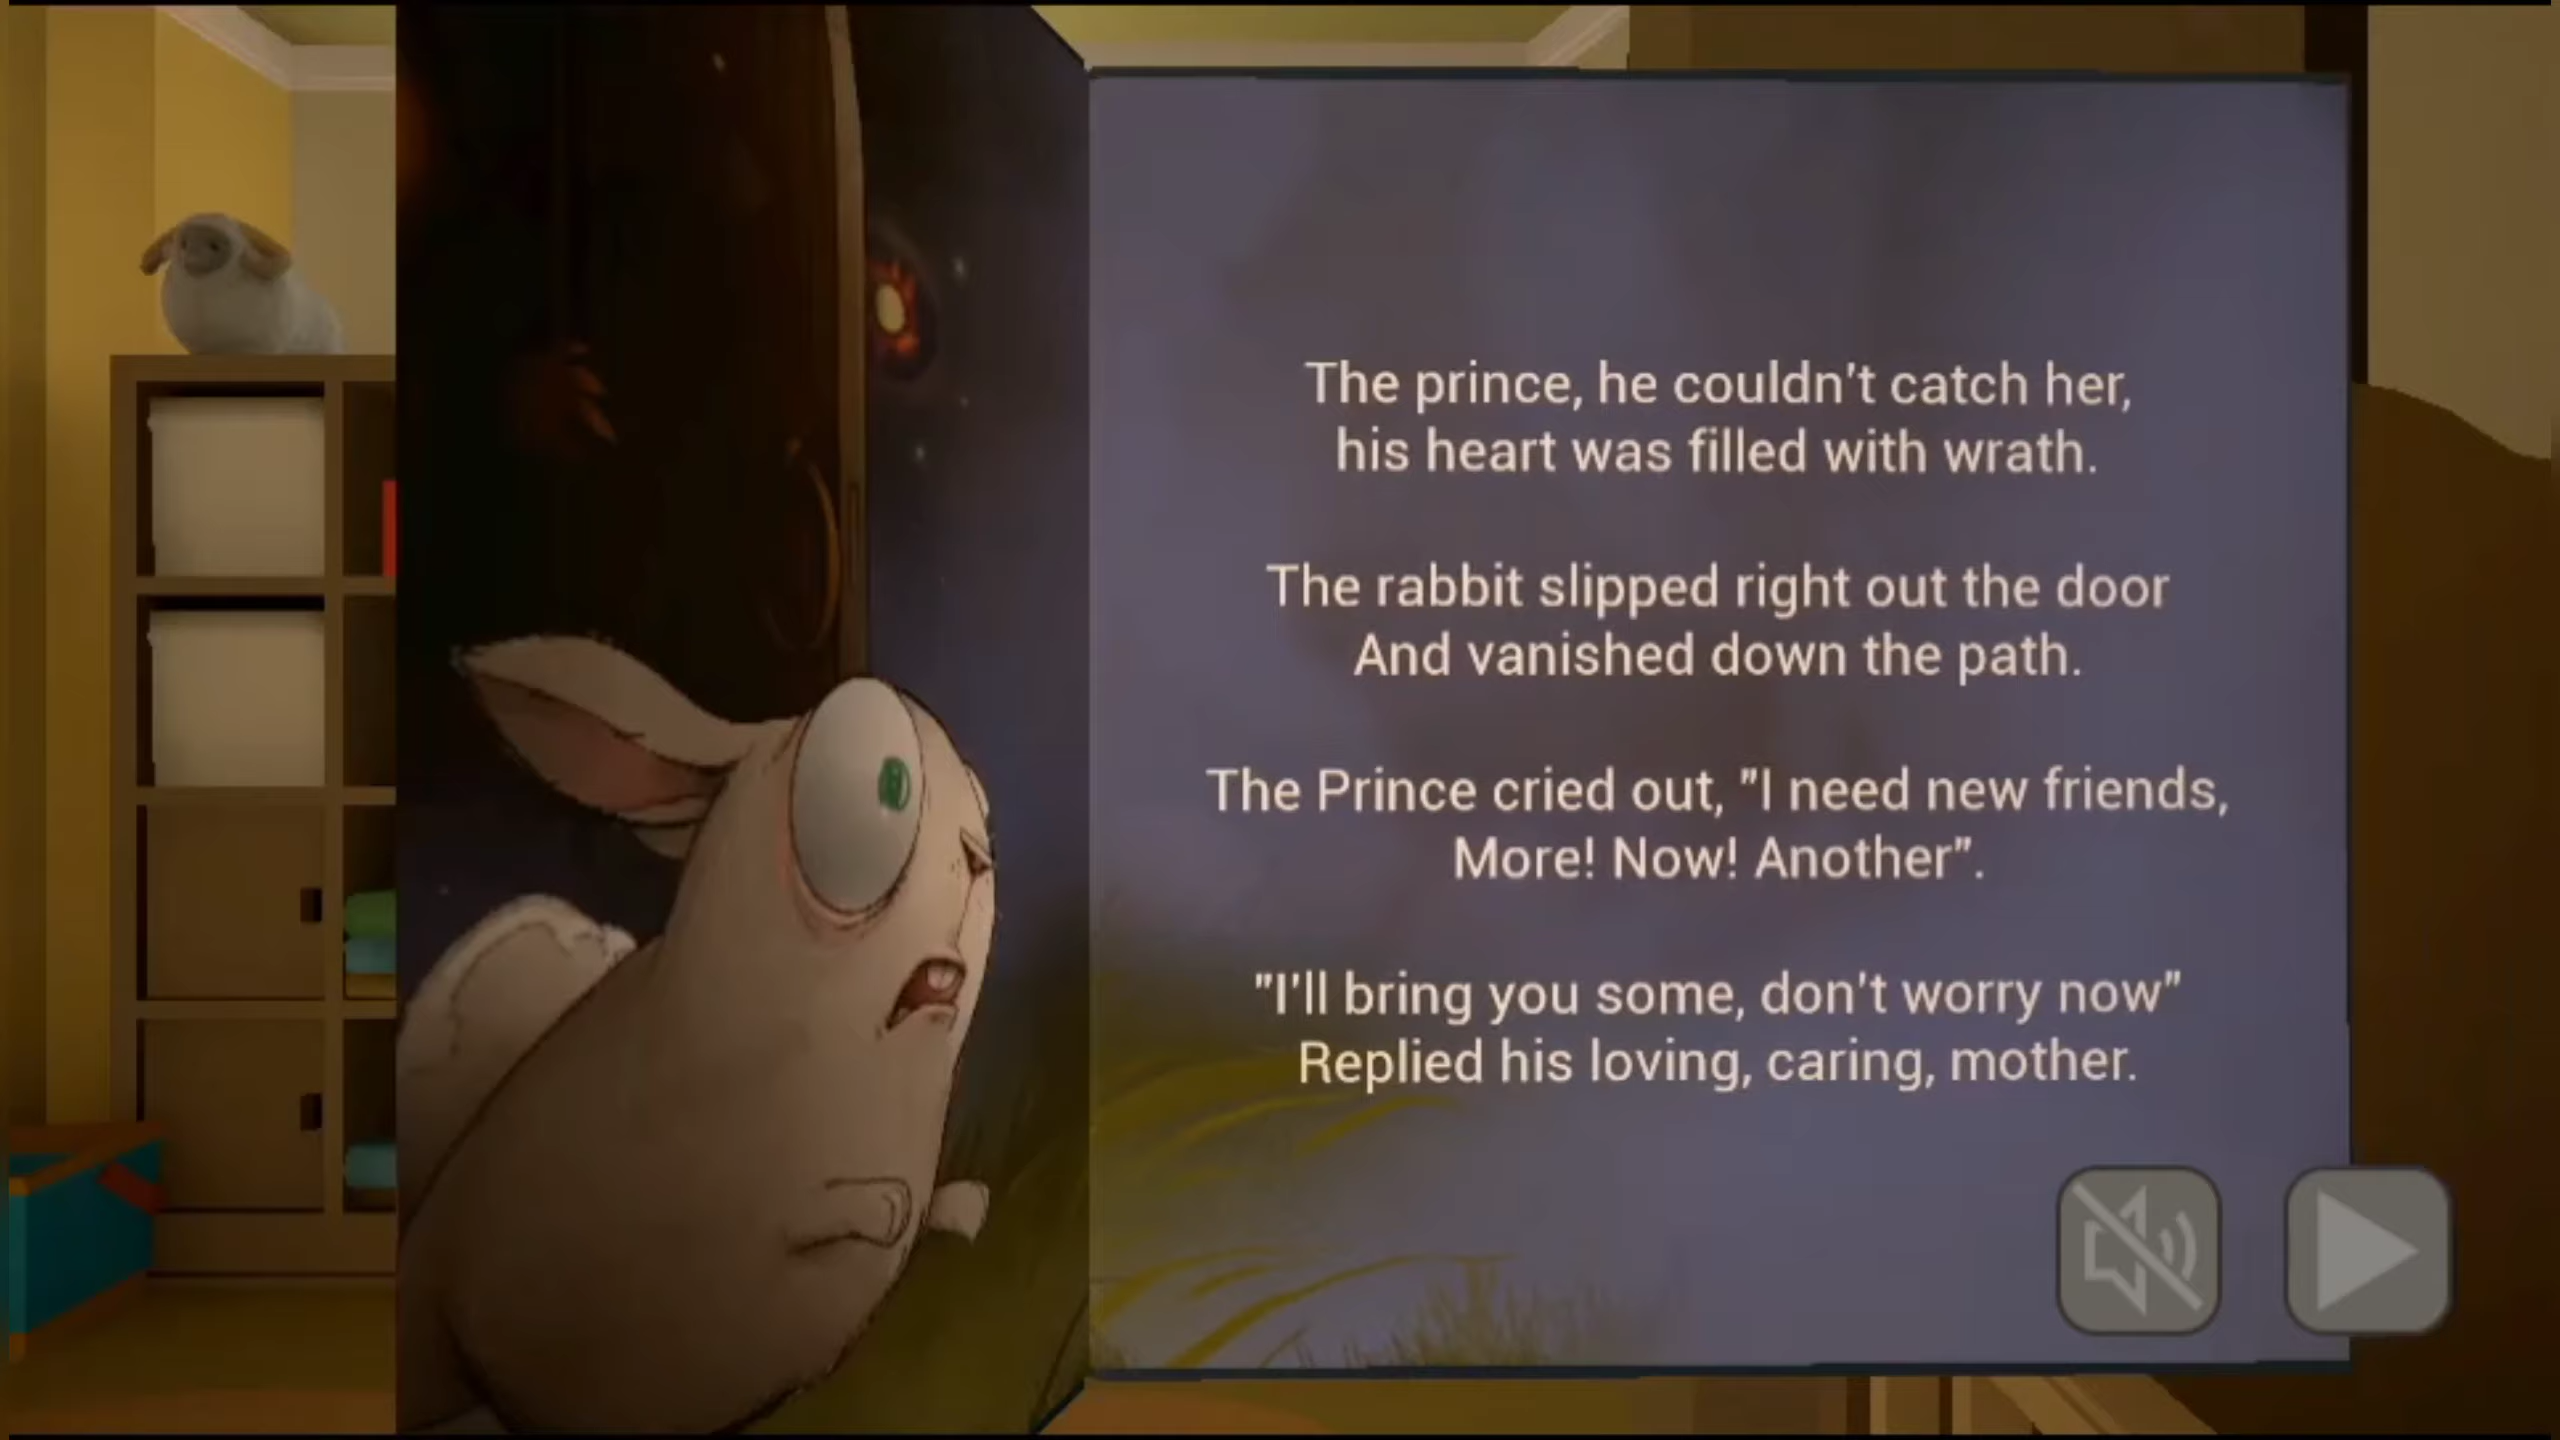 The prince, he couldn't catch her,
his heart was filled with wrath.
The rabbit slipped right out the door
And vanished down the path.
The Prince cried out, "I need new friends,
More! Now! Another".
"I'll bring you some, don't worry now"
Replied his loving, caring, mother.